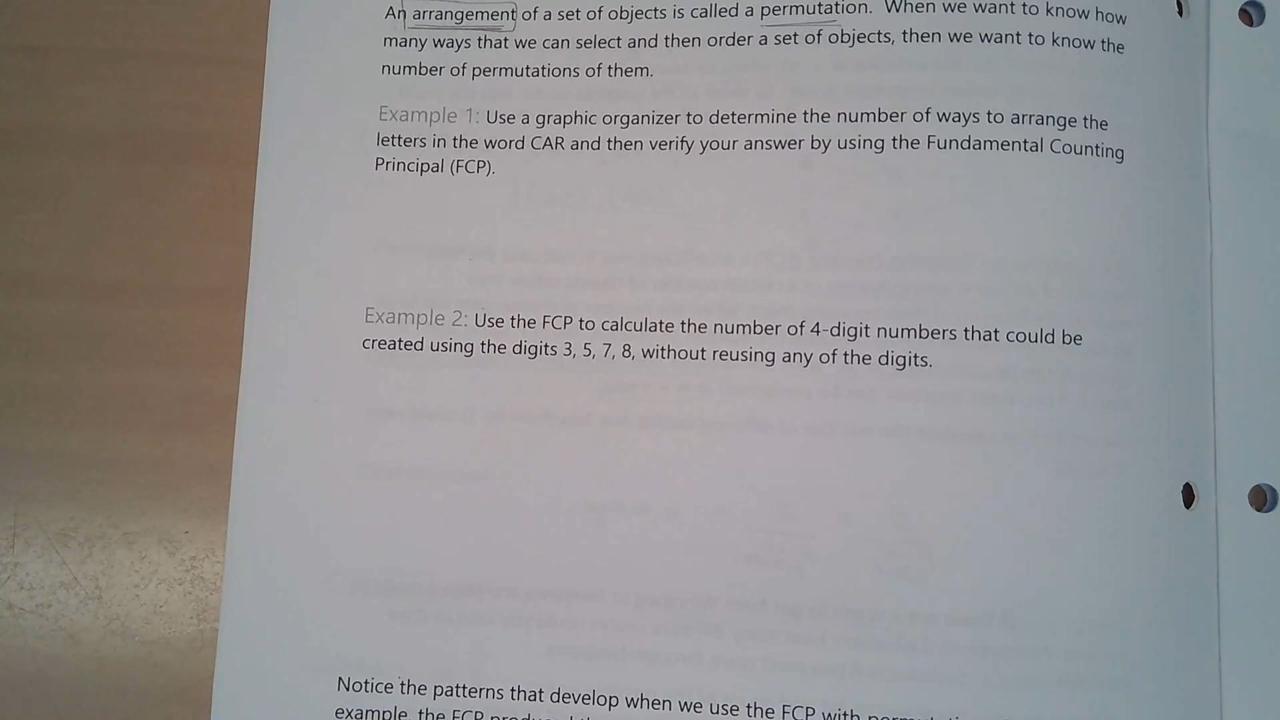 An arrangement of a set of objects is called a permutation. When we want to know how
many ways that we can select and then order a set of objects, then we want to know the
number of permutations of them.
Example 1: Use a graphic organizer to determine the number of ways to arrange the
letters in the word CAR and then verify your answer by using the Fundamental Counting
Principal (FCP).
Example 2: Use the FCP to calculate the number of 4-digit numbers that could be
created using the digits 3, 5, 7, 8, without reusing any of the digits.
Notice the patterns that develop when we use the FCP with
example, the FCP